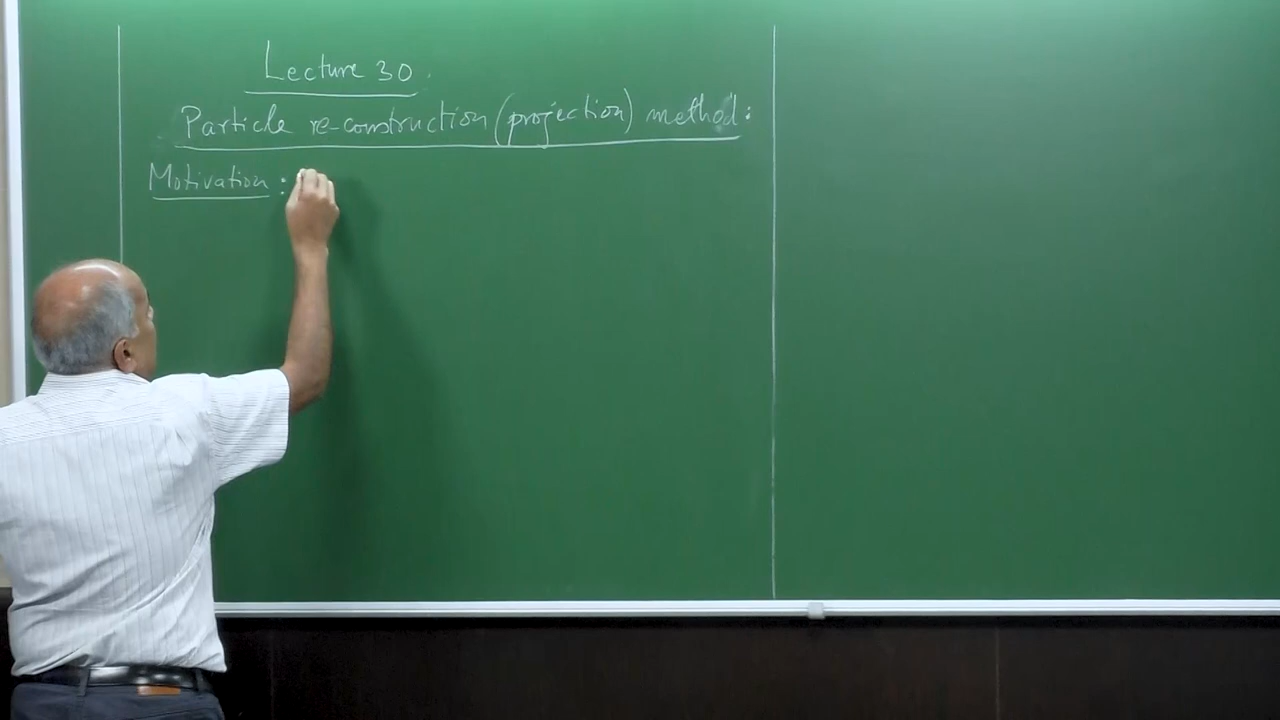 Lecture 30.
Particle re-construction (projection) method:
Motivation :